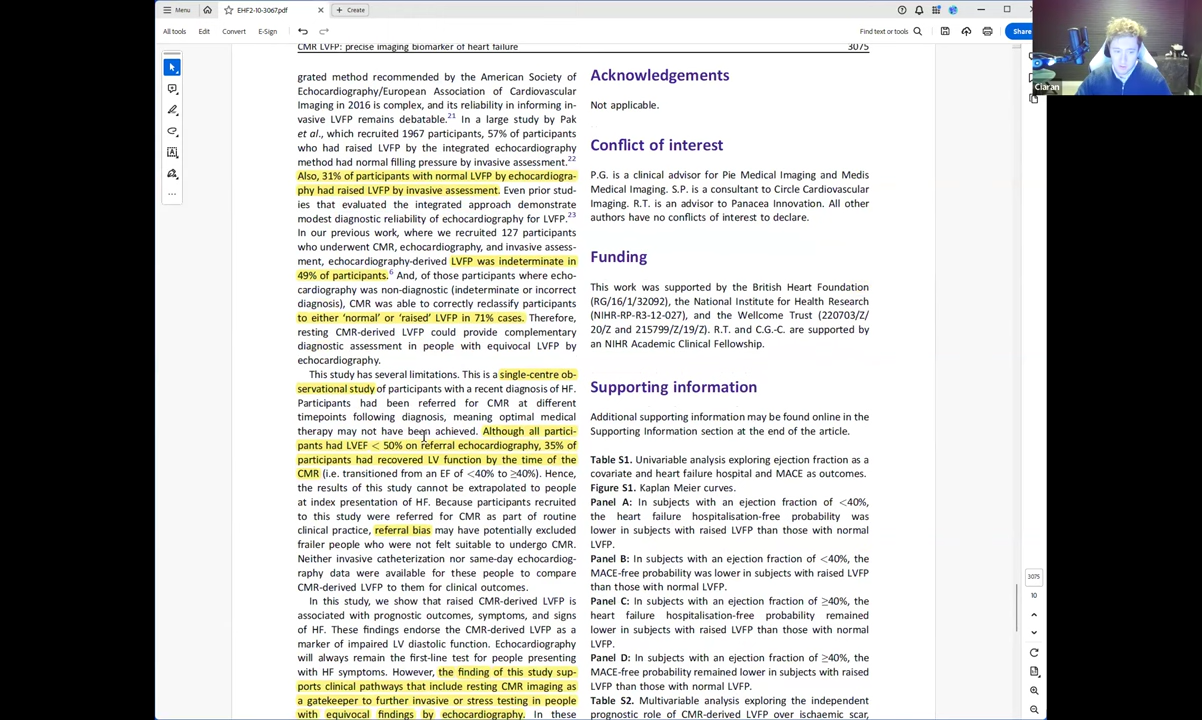 Menu
EHF2-10-3067.pdf
Create
All tools
Edit
Convert
E-Sign
Find text or tools
Share
Ciaran
CMR LVFP: precise imaging biomarker of heart failure
3075
grated method recommended by the American Society of
Echocardiography/European Association of Cardiovascular
Imaging in 2016 is complex, and its reliability in informing in-
vasive LVFP remains debatable.21 In a large study by Pak
et al., which recruited 1967 participants, 57% of participants
who had raised LVFP by the integrated echocardiography
method had normal filling pressure by invasive assessment.22
Also, 31% of participants with normal LVFP by echocardiogra-
phy had raised LVFP by invasive assessment. Even prior stud-
ies that evaluated the integrated approach demonstrate
modest diagnostic reliability of echocardiography for LVFP.23
In our previous work, where we recruited 127 participants
who underwent CMR, echocardiography, and invasive assess-
ment, echocardiography-derived LVFP was indeterminate in
49% of participants.6 And, of those participants where echo-
cardiography was non-diagnostic (indeterminate or incorrect
diagnosis), CMR was able to correctly reclassify participants
to either ‘normal’ or ‘raised’ LVFP in 71% cases. Therefore,
resting CMR-derived LVFP could provide complementary
diagnostic assessment in people with equivocal LVFP by
echocardiography.
This study has several limitations. This is a single-centre ob-
servational study of participants with a recent diagnosis of HF.
Participants had been referred for CMR at different
timepoints following diagnosis, meaning optimal medical
therapy may not have been achieved. Although all partici-
pants had LVEF < 50% on referral echocardiography, 35% of
participants had recovered LV function by the time of the
CMR (i.e. transitioned from an EF of <40% to ≥40%). Hence,
the results of this study cannot be extrapolated to people
at index presentation of HF. Because participants recruited
to this study were referred for CMR as part of routine
clinical practice, referral bias may have potentially excluded
frailer people who were not felt suitable to undergo CMR.
Neither invasive catheterization nor same-day echocardiog-
raphy data were available for these people to compare
CMR-derived LVFP to them for clinical outcomes.
In this study, we show that raised CMR-derived LVFP is
associated with prognostic outcomes, symptoms, and signs
of HF. These findings endorse the CMR-derived LVFP as a
marker of impaired LV diastolic function. Echocardiography
will always remain the first-line test for people presenting
with HF symptoms. However, the finding of this study sup-
ports clinical pathways that include resting CMR imaging as
a gatekeeper to further invasive or stress testing in people
with equivocal findings by echocardiography. In these
Acknowledgements
Not applicable.
Conflict of interest
P.G. is a clinical advisor for Pie Medical Imaging and Medis
Medical Imaging. S.P. is a consultant to Circle Cardiovascular
Imaging. R.T. is an advisor to Panacea Innovation. All other
authors have no conflicts of interest to declare.
Funding
This work was supported by the British Heart Foundation
(RG/16/1/32092), the National Institute for Health Research
(NIHR-RP-R3-12-027), and the Wellcome Trust (220703/Z/
20/Z and 215799/Z/19/Z). R.T. and C.G.-C. are supported by
an NIHR Academic Clinical Fellowship.
Supporting information
Additional supporting information may be found online in the
Supporting Information section at the end of the article.
Table S1. Univariable analysis exploring ejection fraction as a
covariate and heart failure hospital and MACE as outcomes.
Figure S1. Kaplan Meier curves.
Panel A: In subjects with an ejection fraction of <40%,
the heart failure hospitalisation-free probability was
lower in subjects with raised LVFP than those with normal
LVFP.
Panel B: In subjects with an ejection fraction of <40%, the
MACE-free probability was lower in subjects with raised LVFP
than those with normal LVFP.
Panel C: In subjects with an ejection fraction of ≥40%, the
heart failure hospitalisation-free probability remained
lower in subjects with raised LVFP than those with normal
LVFP.
Panel D: In subjects with an ejection fraction of ≥40%, the
MACE-free probability remained lower in subjects with raised
LVFP than those with normal LVFP.
Table S2. Multivariable analysis exploring the independent
prognostic role of CMR-derived LVFP over ischaemic scar,
3075
10